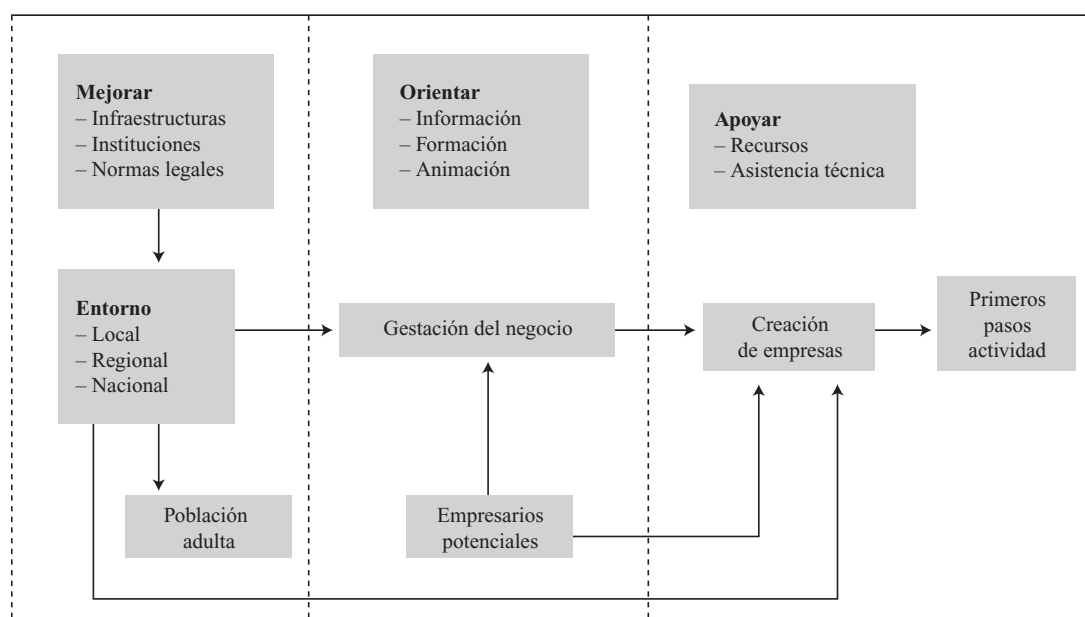 Mejorar
– Infraestructuras
– Instituciones
– Normas legales
Orientar
– Información
– Formación
– Animación
Apoyar
– Recursos
– Asistencia técnica
Entorno
– Local
– Regional
– Nacional
Gestación del negocio
Creación
de empresas
Primeros
pasos
actividad
Población
adulta
Empresarios
potenciales